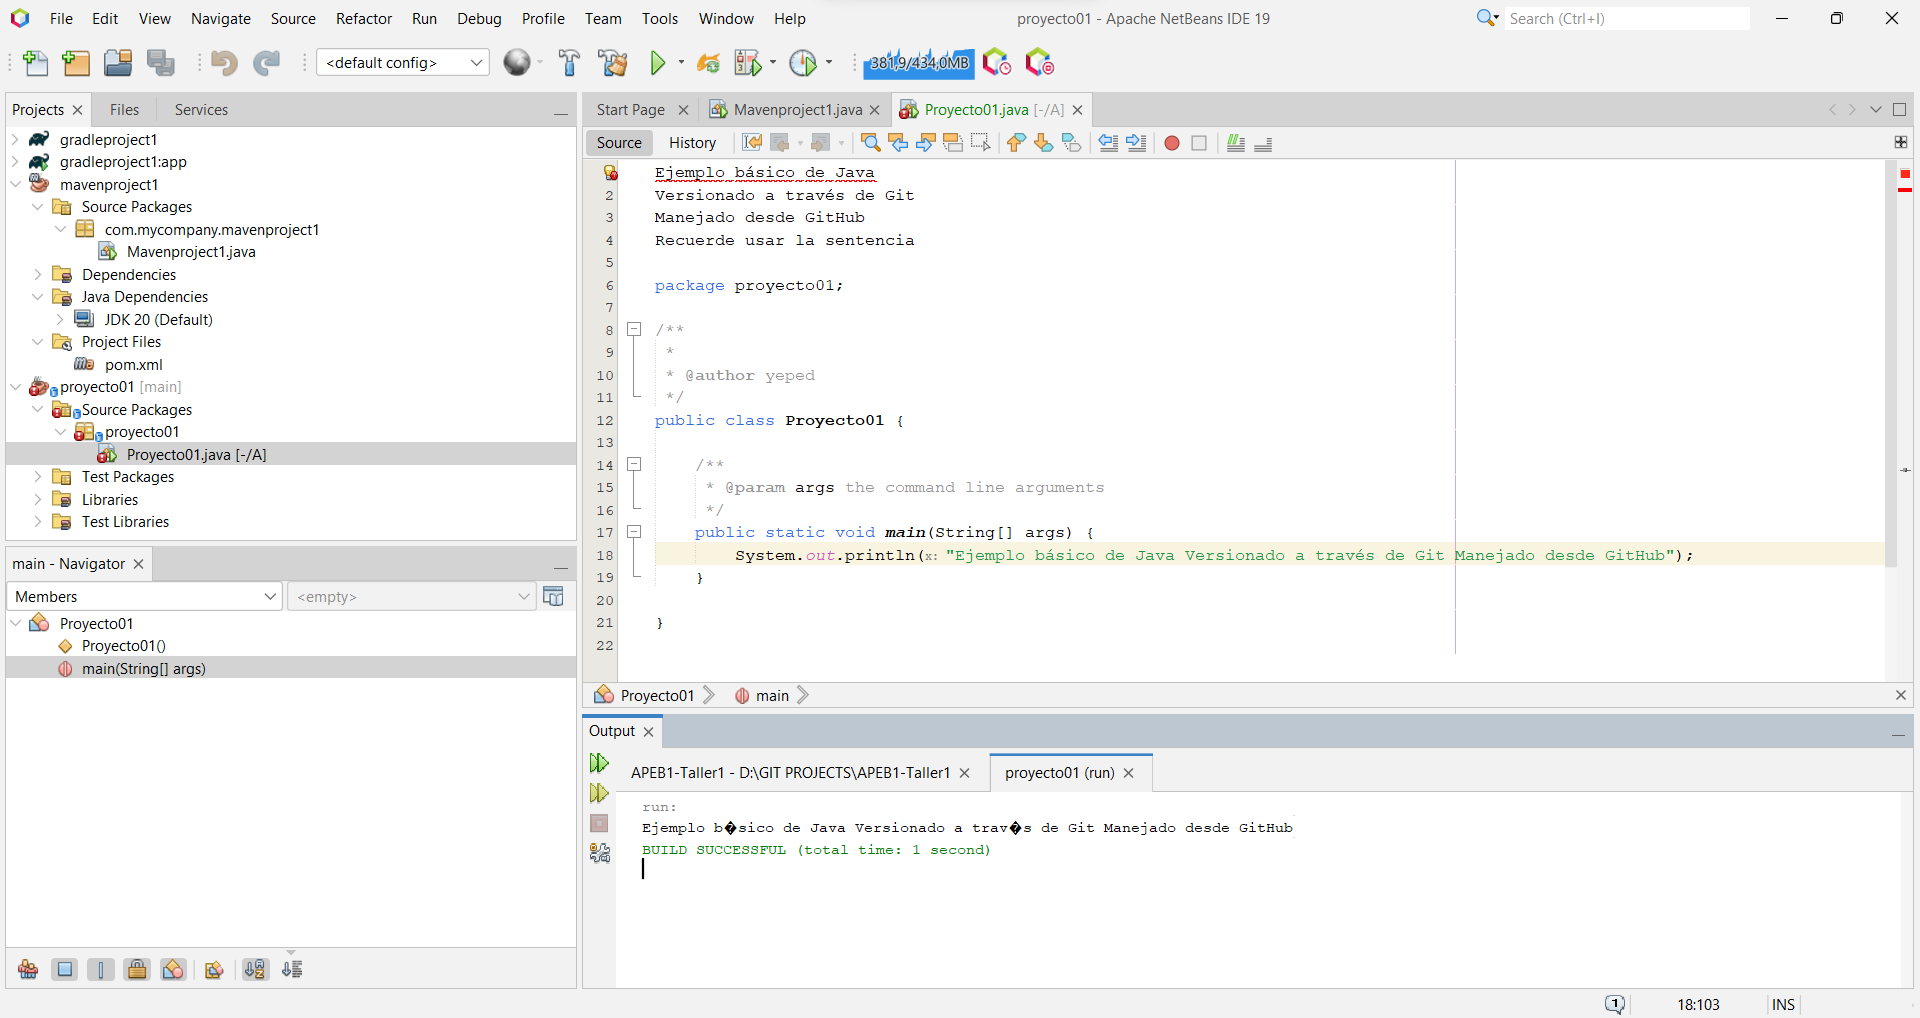 File Edit View Navigate Source Refactor Run Debug Profile Team Tools Window Help
proyecto01 - Apache NetBeans IDE 19
Search (Ctrl+I)
<default config>
381,9/434,0MB
Projects Files Services
gradleproject1
gradleproject1:app
mavenproject1
Source Packages
com.mycompany.mavenproject1
Mavenproject1.java
Dependencies
Java Dependencies
JDK 20 (Default)
Project Files
pom.xml
proyecto01 [main]
Source Packages
proyecto01
Proyecto01.java [-/A]
Test Packages
Libraries
Test Libraries
main - Navigator
Members
<empty>
Proyecto01
Proyecto01()
main(String[] args)
Start Page Mavenproject1.java Proyecto01.java [-/A]
Source History
Ejemplo básico de Java
2 Versionado a través de Git
3 Manejado desde GitHub
4 Recuerde usar la sentencia
5
6 package proyecto01;
7
8 /**
9 *
10 * @author yeped
11 */
12 public class Proyecto01 {
13
14 /**
15 * @param args the command line arguments
16 */
17 public static void main(String[] args) {
18 System.out.println(x: "Ejemplo básico de Java Versionado a través de Git Manejado desde GitHub");
19 }
20
21 }
22
Proyecto01 main
Output
APEB1-Taller1 - D:\GIT PROJECTS\APEB1-Taller1 proyecto01 (run)
run:
Ejemplo b�sico de Java Versionado a trav�s de Git Manejado desde GitHub
BUILD SUCCESSFUL (total time: 1 second)
1 18:103 INS